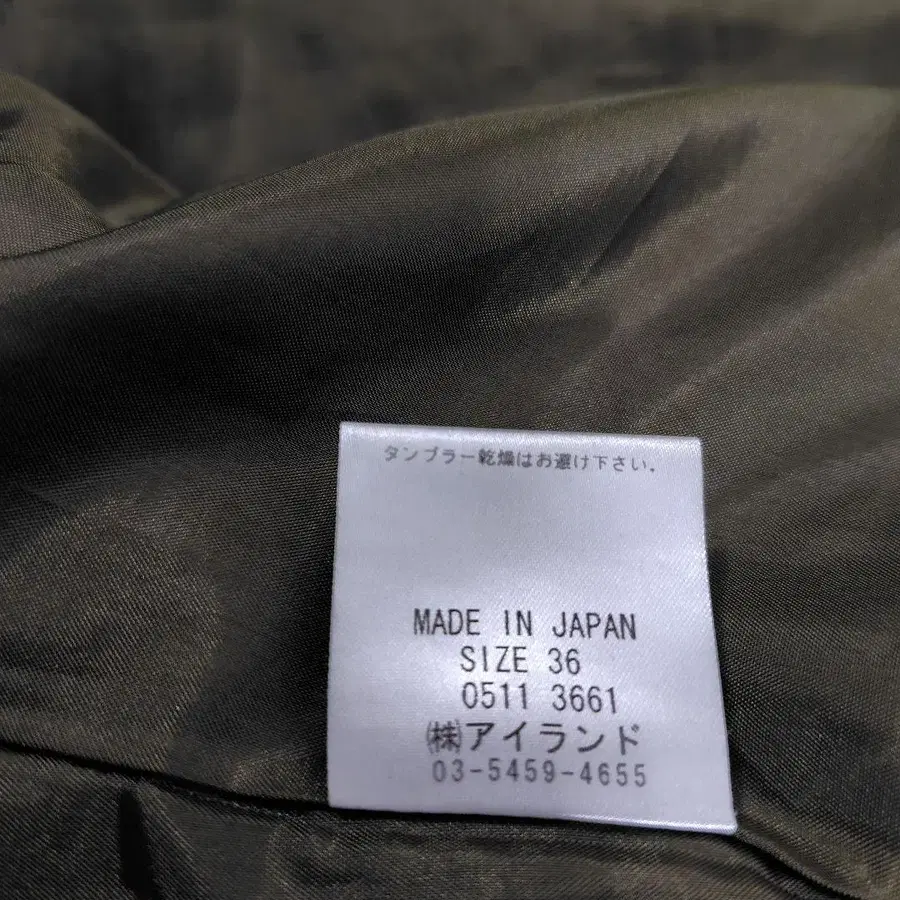 タンブラー乾燥はお避け下さい。
MADE IN JAPAN
SIZE 36
0511 3661
㈱アイランド
03-5459-4655